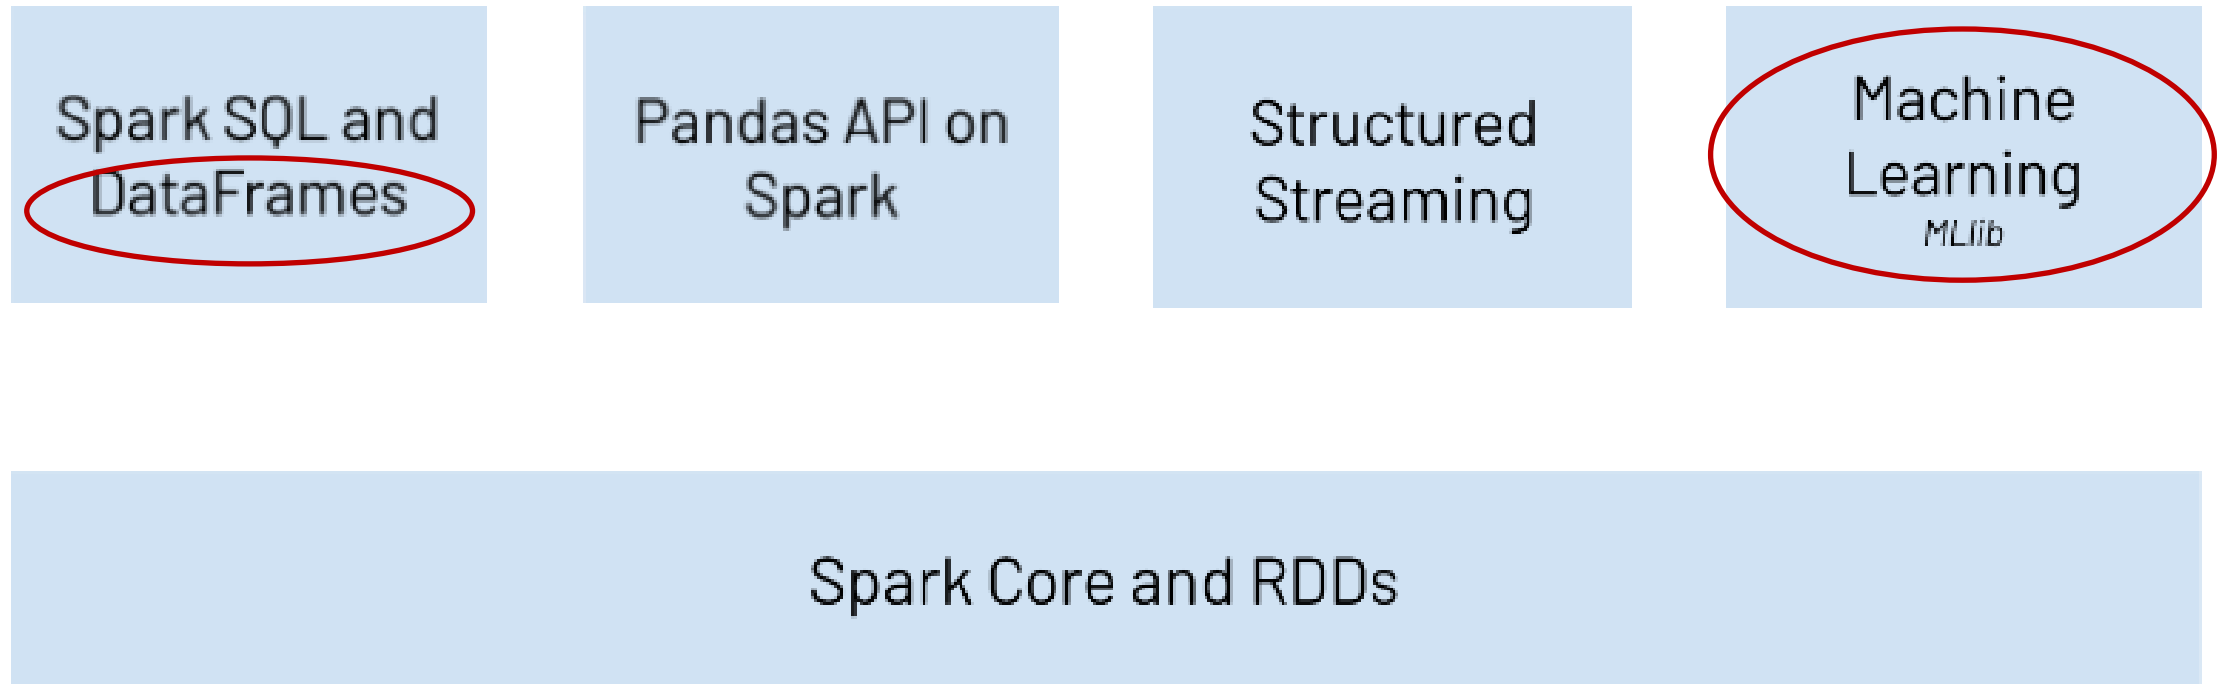 Spark SQL and
DataFrames
Pandas API on
Spark
Structured
Streaming
Machine
Learning
MLlib
Spark Core and RDDs